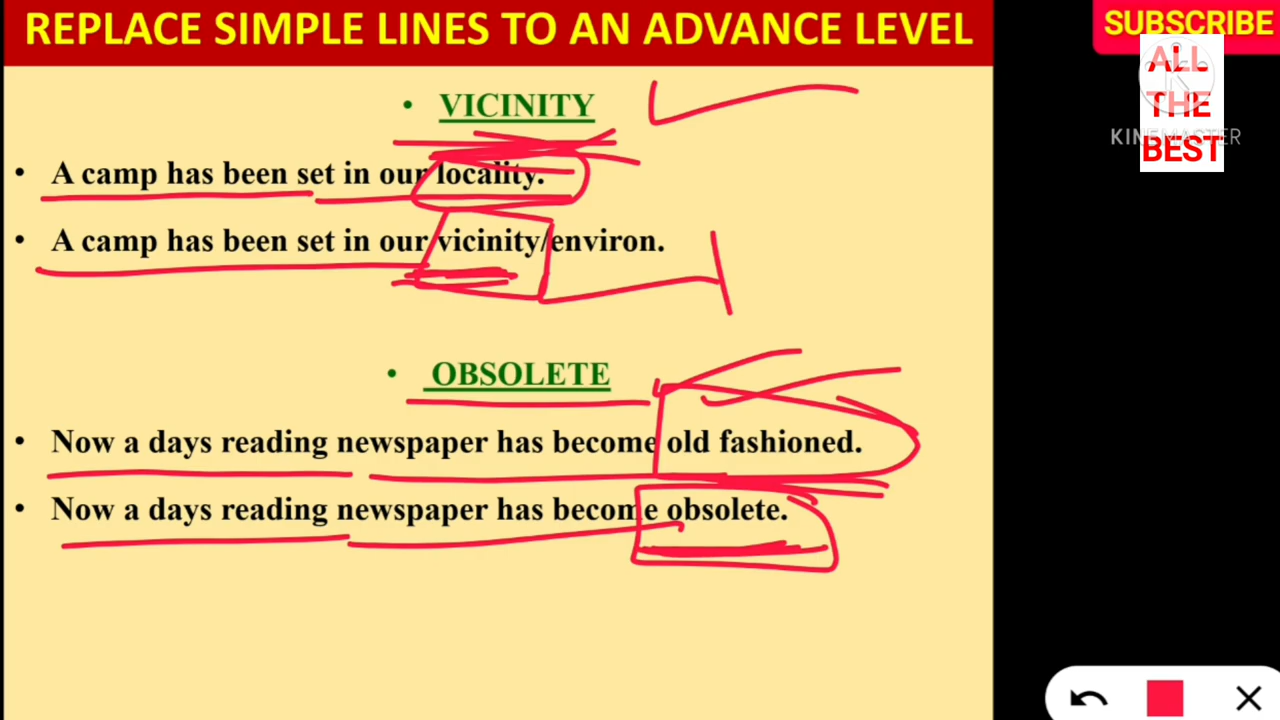 REPLACE SIMPLE LINES TO AN ADVANCE LEVEL
SUBSCRIBE
ALL
THE
BEST
KINEMASTER
• VICINITY
• A camp has been set in our locality.
• A camp has been set in our vicinity/environ.
• OBSOLETE
• Now a days reading newspaper has become old fashioned.
• Now a days reading newspaper has become obsolete.